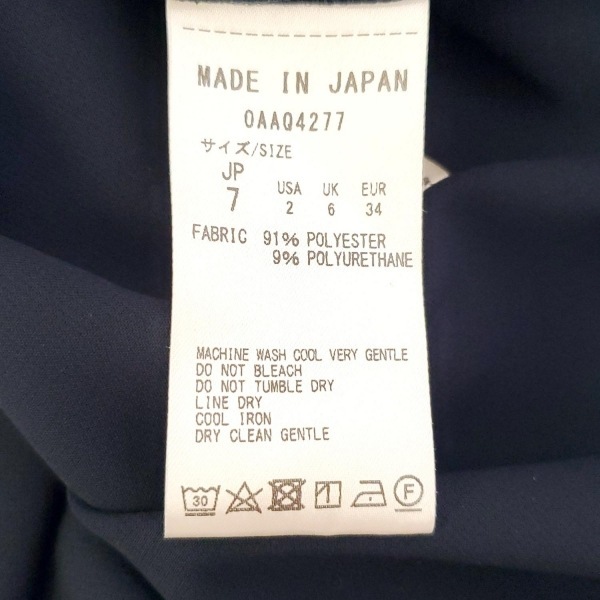 MADE IN JAPAN
0AAQ4277
サイズ/SIZE
JP
7
USA UK EUR
2 6 34
FABRIC 91% POLYESTER
9% POLYURETHANE
MACHINE WASH COOL VERY GENTLE
DO NOT BLEACH
DO NOT TUMBLE DRY
LINE DRY
COOL IRON
DRY CLEAN GENTLE
30 F